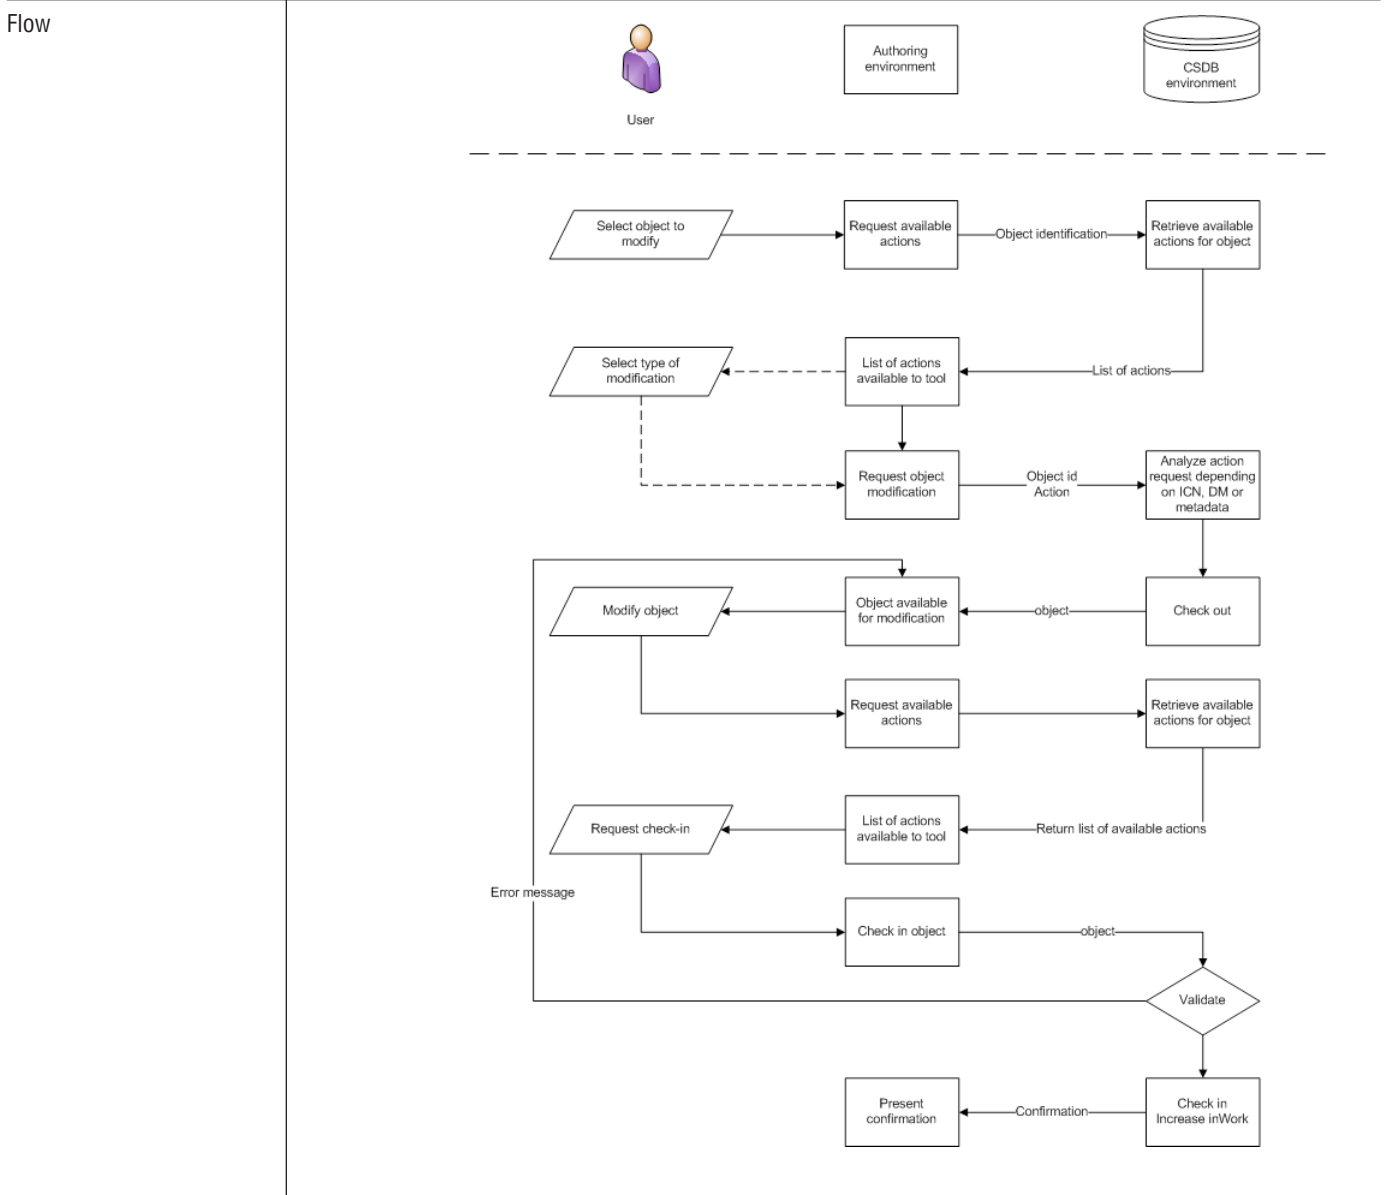 Flow
Authoring
environment
CSDB
environment
User
Select object to
modify
Request available
actions
Object identification
Retrieve available
actions for object
Select type of
modification
List of actions
available to tool
List of actions
Request object
modification
Object id
Action
Analyze action
request depending
on ICN, DM or
metadata
Modify object
Object available
for modification
object
Check out
Request available
actions
Retrieve available
actions for object
Request check-in
List of actions
available to tool
Return list of available actions
Error message
Check in object
object
Validate
Present
confirmation
Confirmation
Check in
Increase inWork